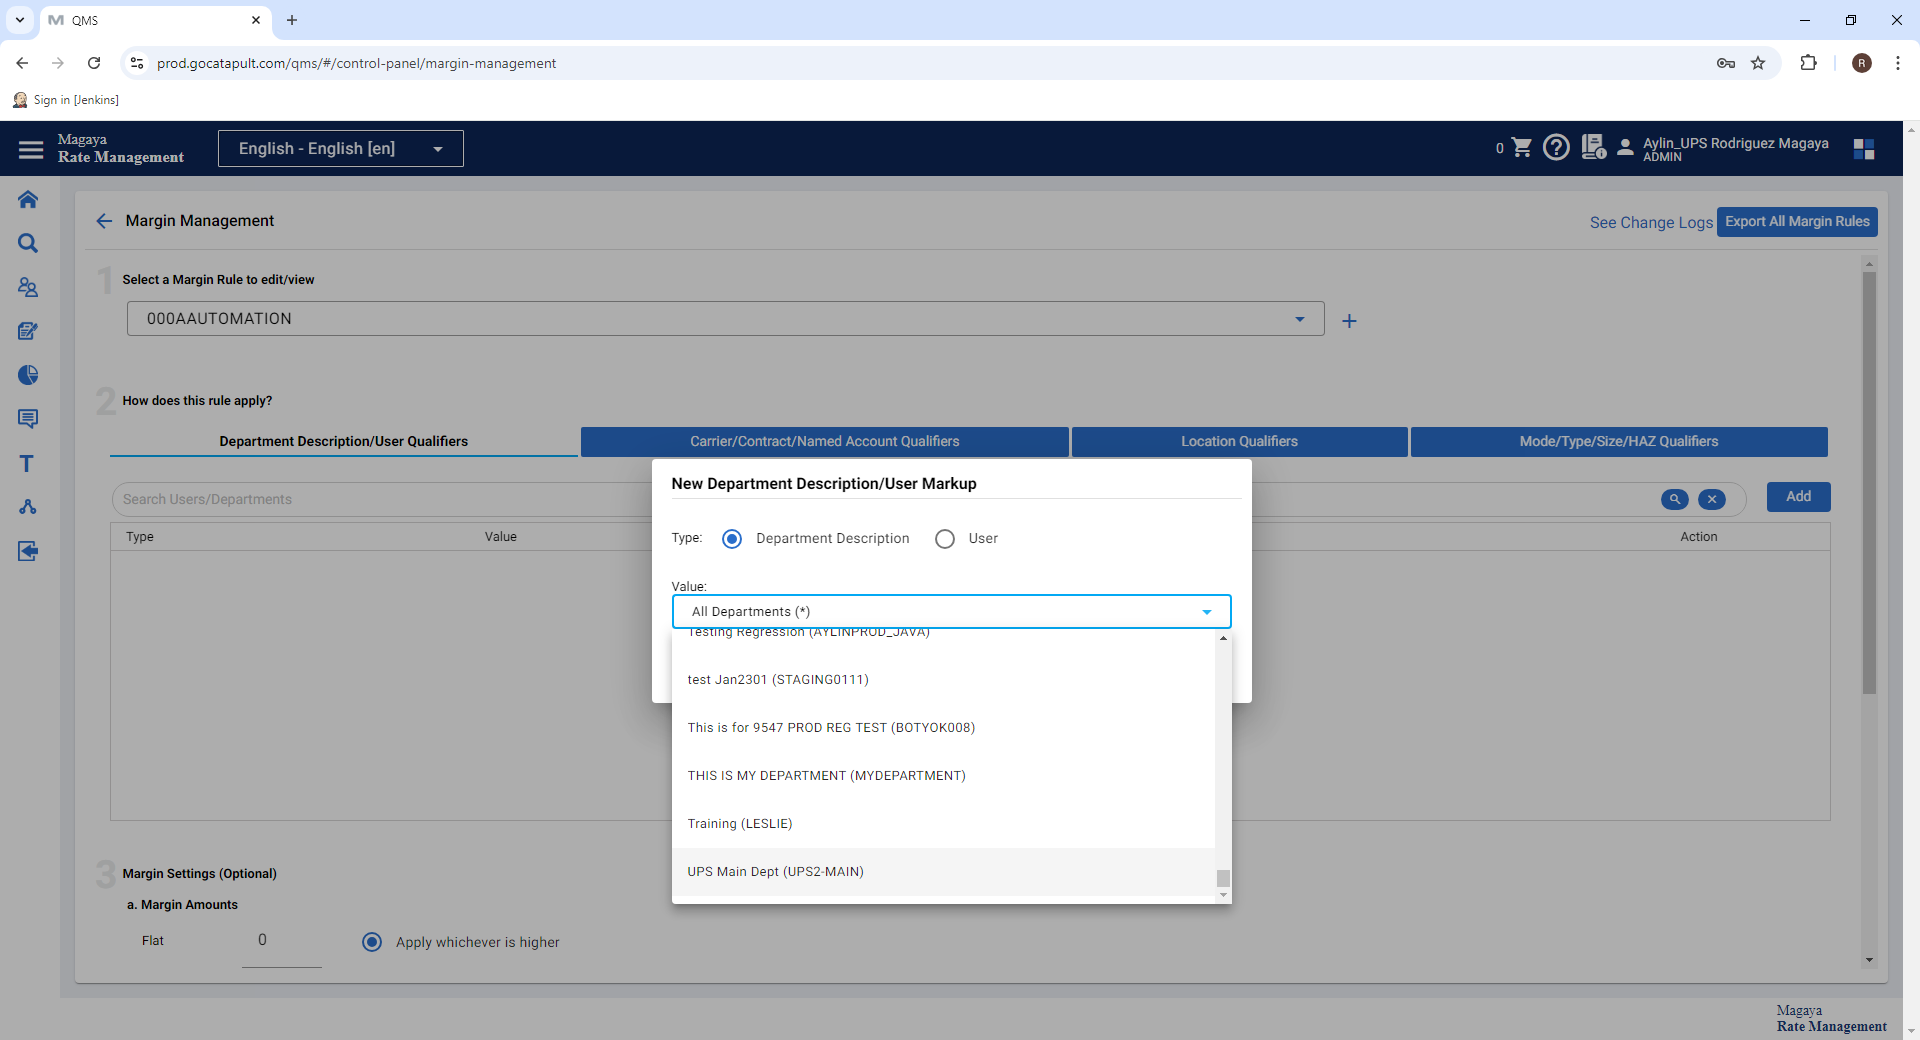 QMS
prod.gocatapult.com/qms/#/control-panel/margin-management
R
Sign in [Jenkins]
Magaya
Rate Management
English - English [en]
0
Aylin_UPS Rodriguez Magaya
ADMIN
Margin Management
See Change Logs
Export All Margin Rules
1
Select a Margin Rule to edit/view
000AAUTOMATION
2
How does this rule apply?
Department Description/User Qualifiers
Carrier/Contract/Named Account Qualifiers
Location Qualifiers
Mode/Type/Size/HAZ Qualifiers
Search Users/Departments
Add
Type
Value
Action
New Department Description/User Markup
Type:
Department Description
User
Value:
All Departments (*)
Testing Regression (AYLINPROD_JAVA)
test Jan2301 (STAGING0111)
This is for 9547 PROD REG TEST (BOTYOK008)
THIS IS MY DEPARTMENT (MYDEPARTMENT)
Training (LESLIE)
UPS Main Dept (UPS2-MAIN)
3
Margin Settings (Optional)
a. Margin Amounts
Flat
0
Apply whichever is higher
Magaya
Rate Management